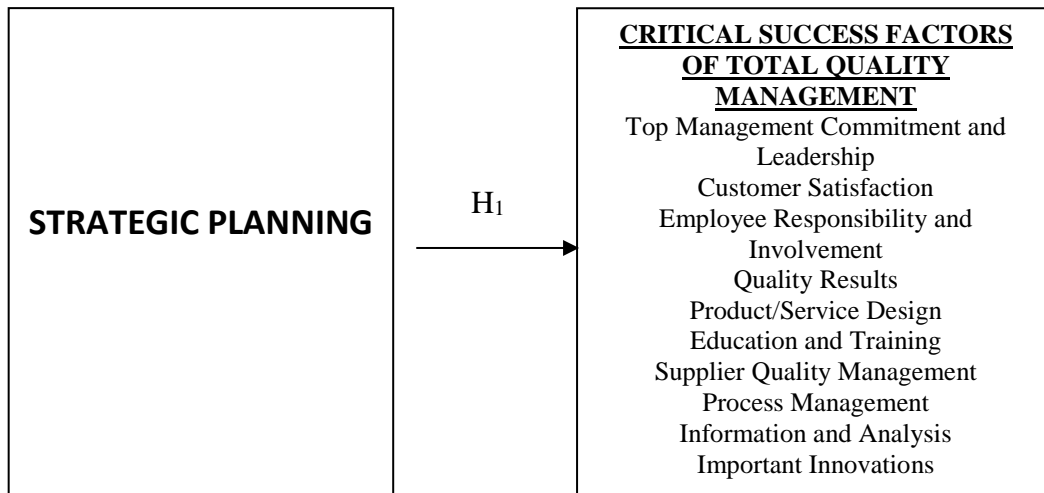 STRATEGIC PLANNING
H₁
CRITICAL SUCCESS FACTORS
OF TOTAL QUALITY
MANAGEMENT
Top Management Commitment and
Leadership
Customer Satisfaction
Employee Responsibility and
Involvement
Quality Results
Product/Service Design
Education and Training
Supplier Quality Management
Process Management
Information and Analysis
Important Innovations